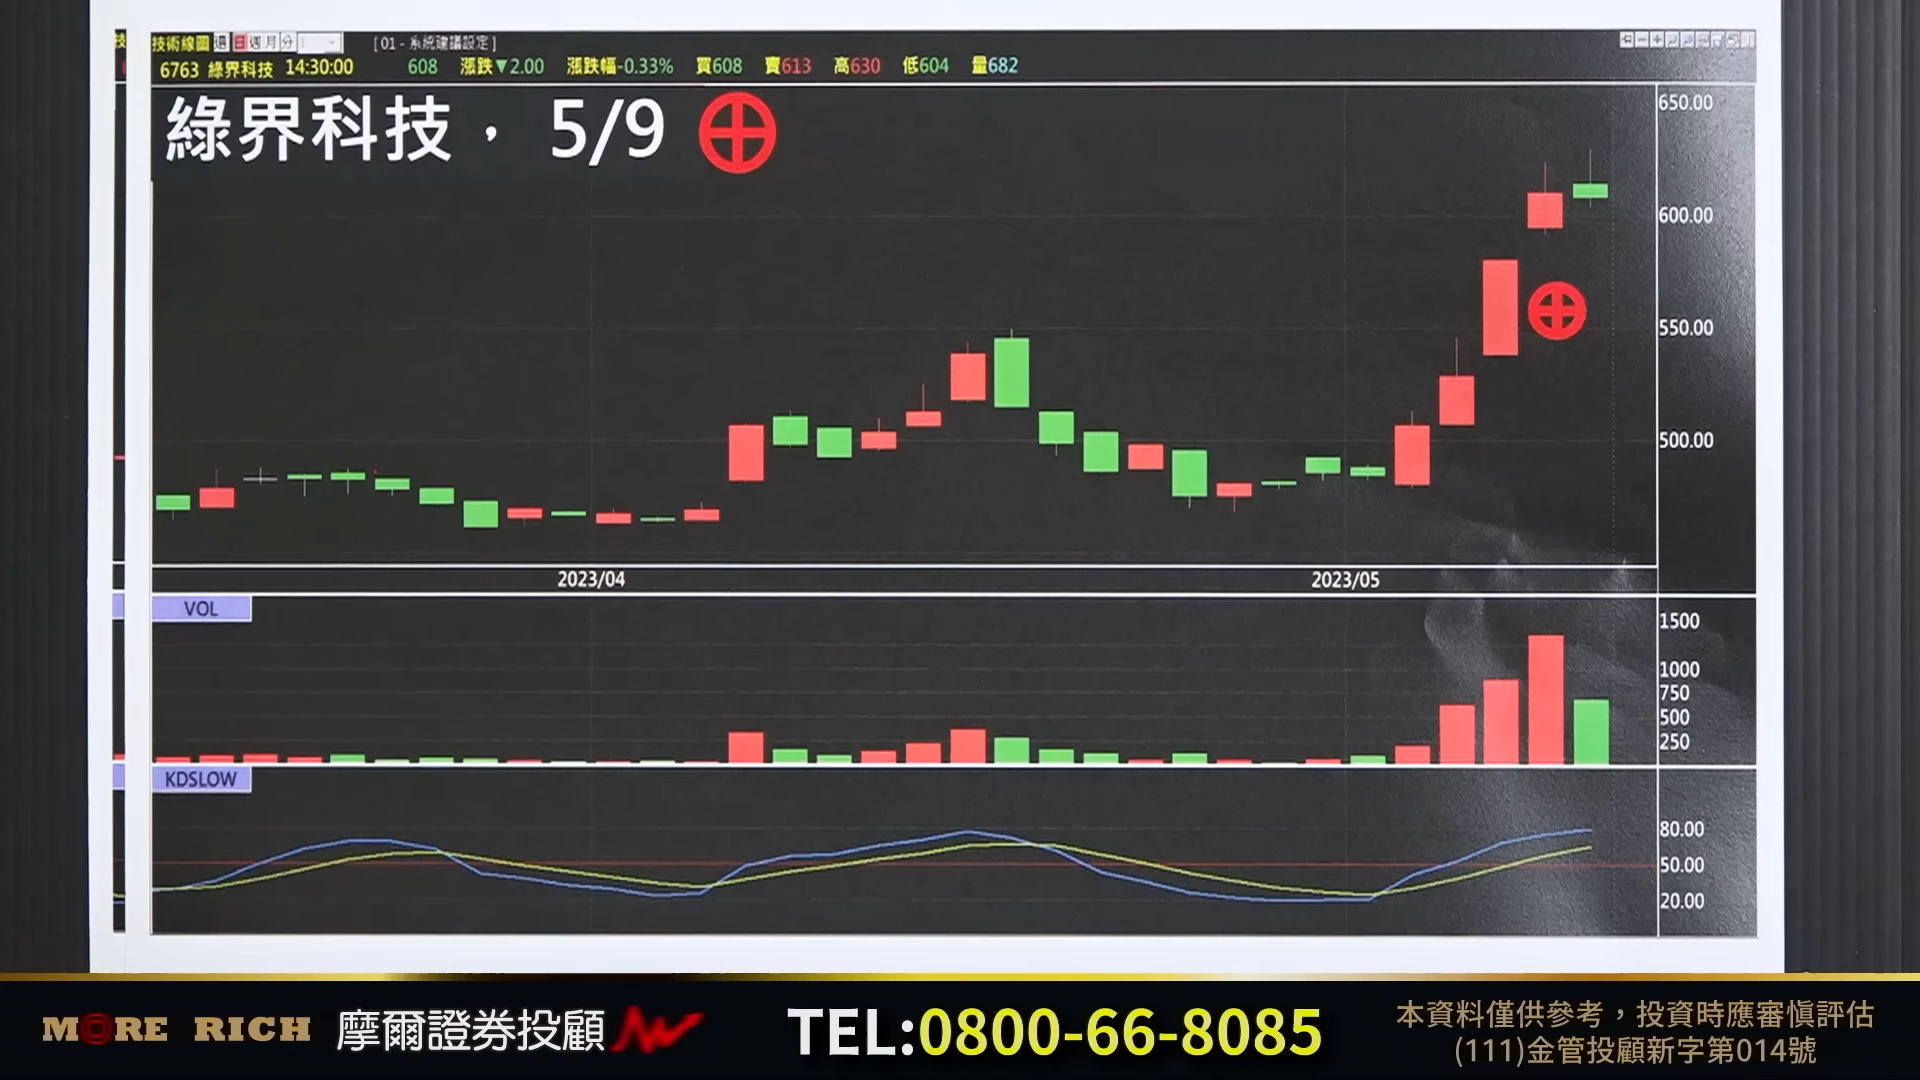 技術線圖 還 日 週 月 分 [ 01 - 系統建議設定 ]
6763 綠界科技 14:30:00 608 漲跌▼2.00 漲跌幅-0.33% 買608 賣613 高630 低604 量682
綠界科技， 5/9
650.00
600.00
550.00
500.00
2023/04 2023/05
VOL
1500
1000
750
500
250
KDSLOW
80.00
50.00
20.00
MORE RICH 摩爾證券投顧 TEL:0800-66-8085
本資料僅供參考，投資時應審慎評估
(111)金管投顧新字第014號